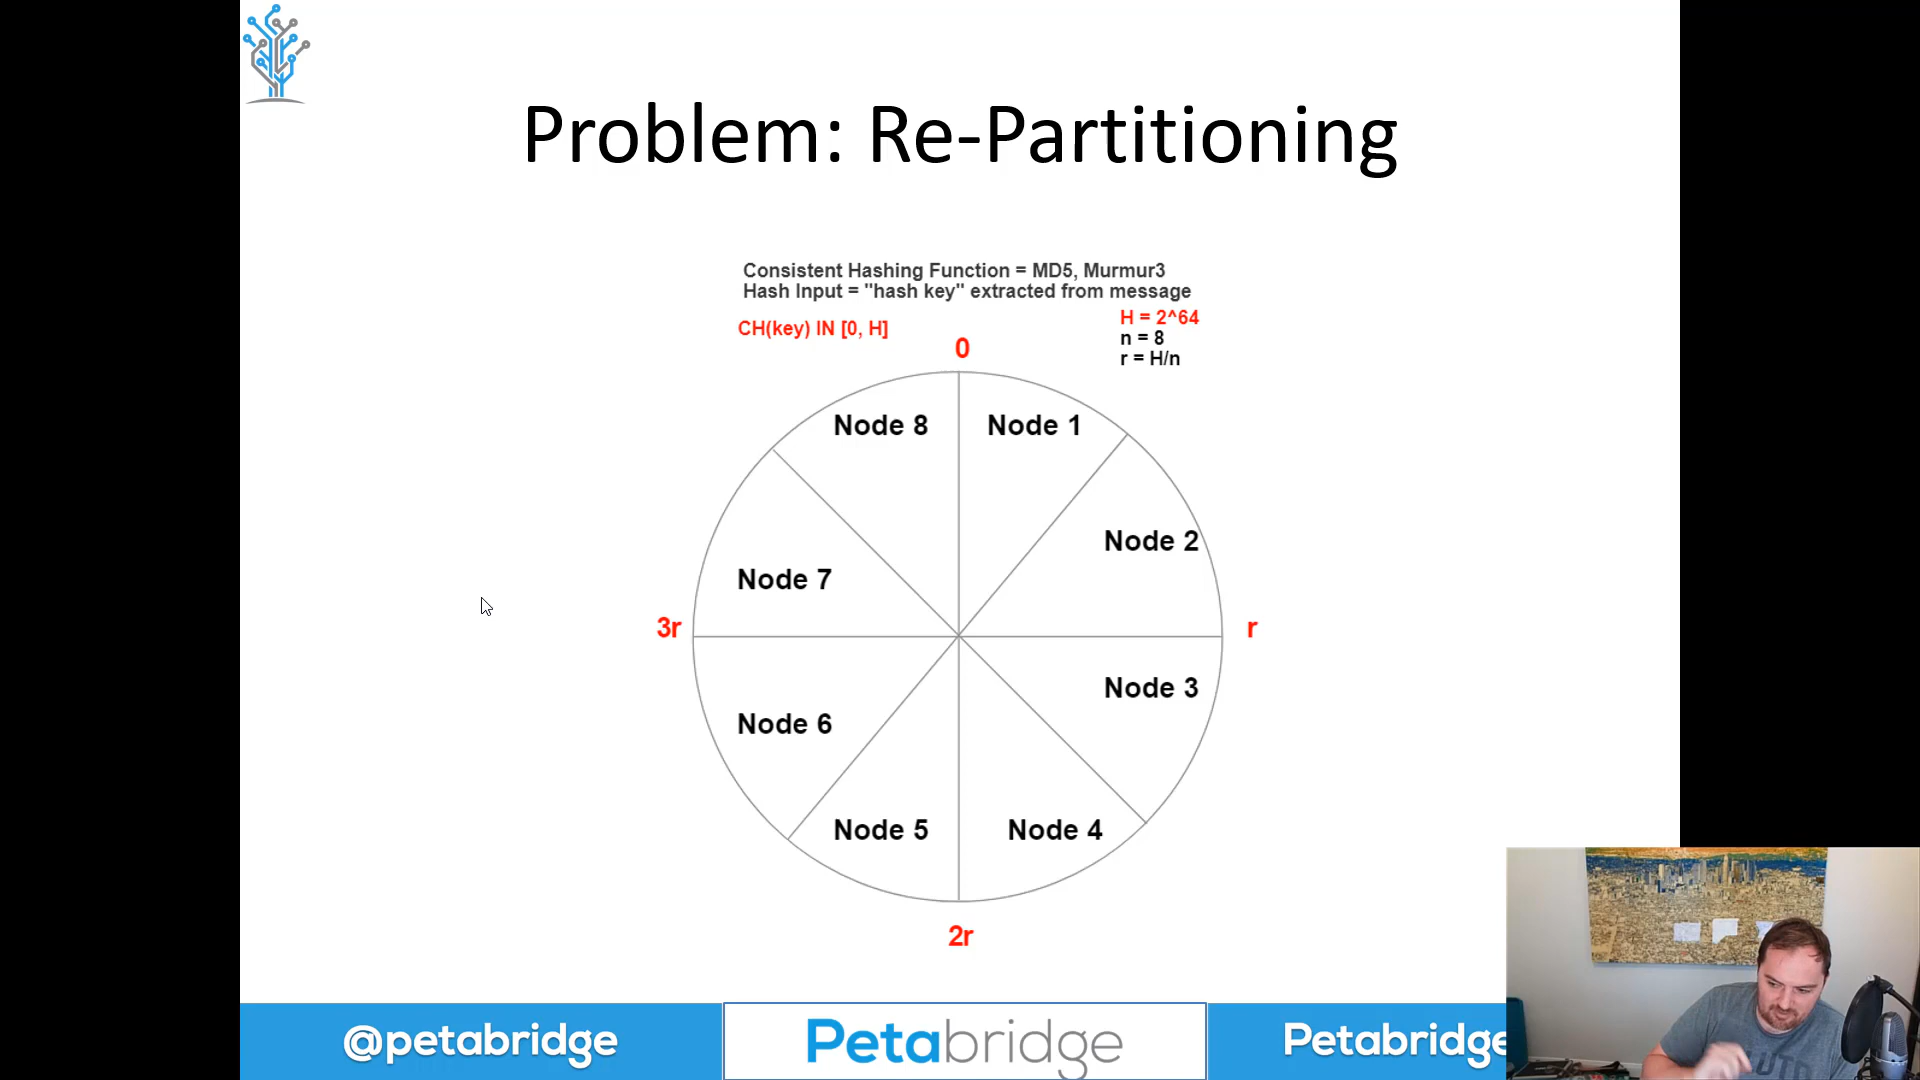 Problem: Re-Partitioning
Consistent Hashing Function = MD5, Murmur3
Hash Input = "hash key" extracted from message
CH(key) IN [0, H]
H = 2^64
n = 8
r = H/n
0
Node 8
Node 1
Node 2
Node 7
3r
r
Node 3
Node 6
Node 5
Node 4
2r
@petabridge
Petabridge
Petabridge